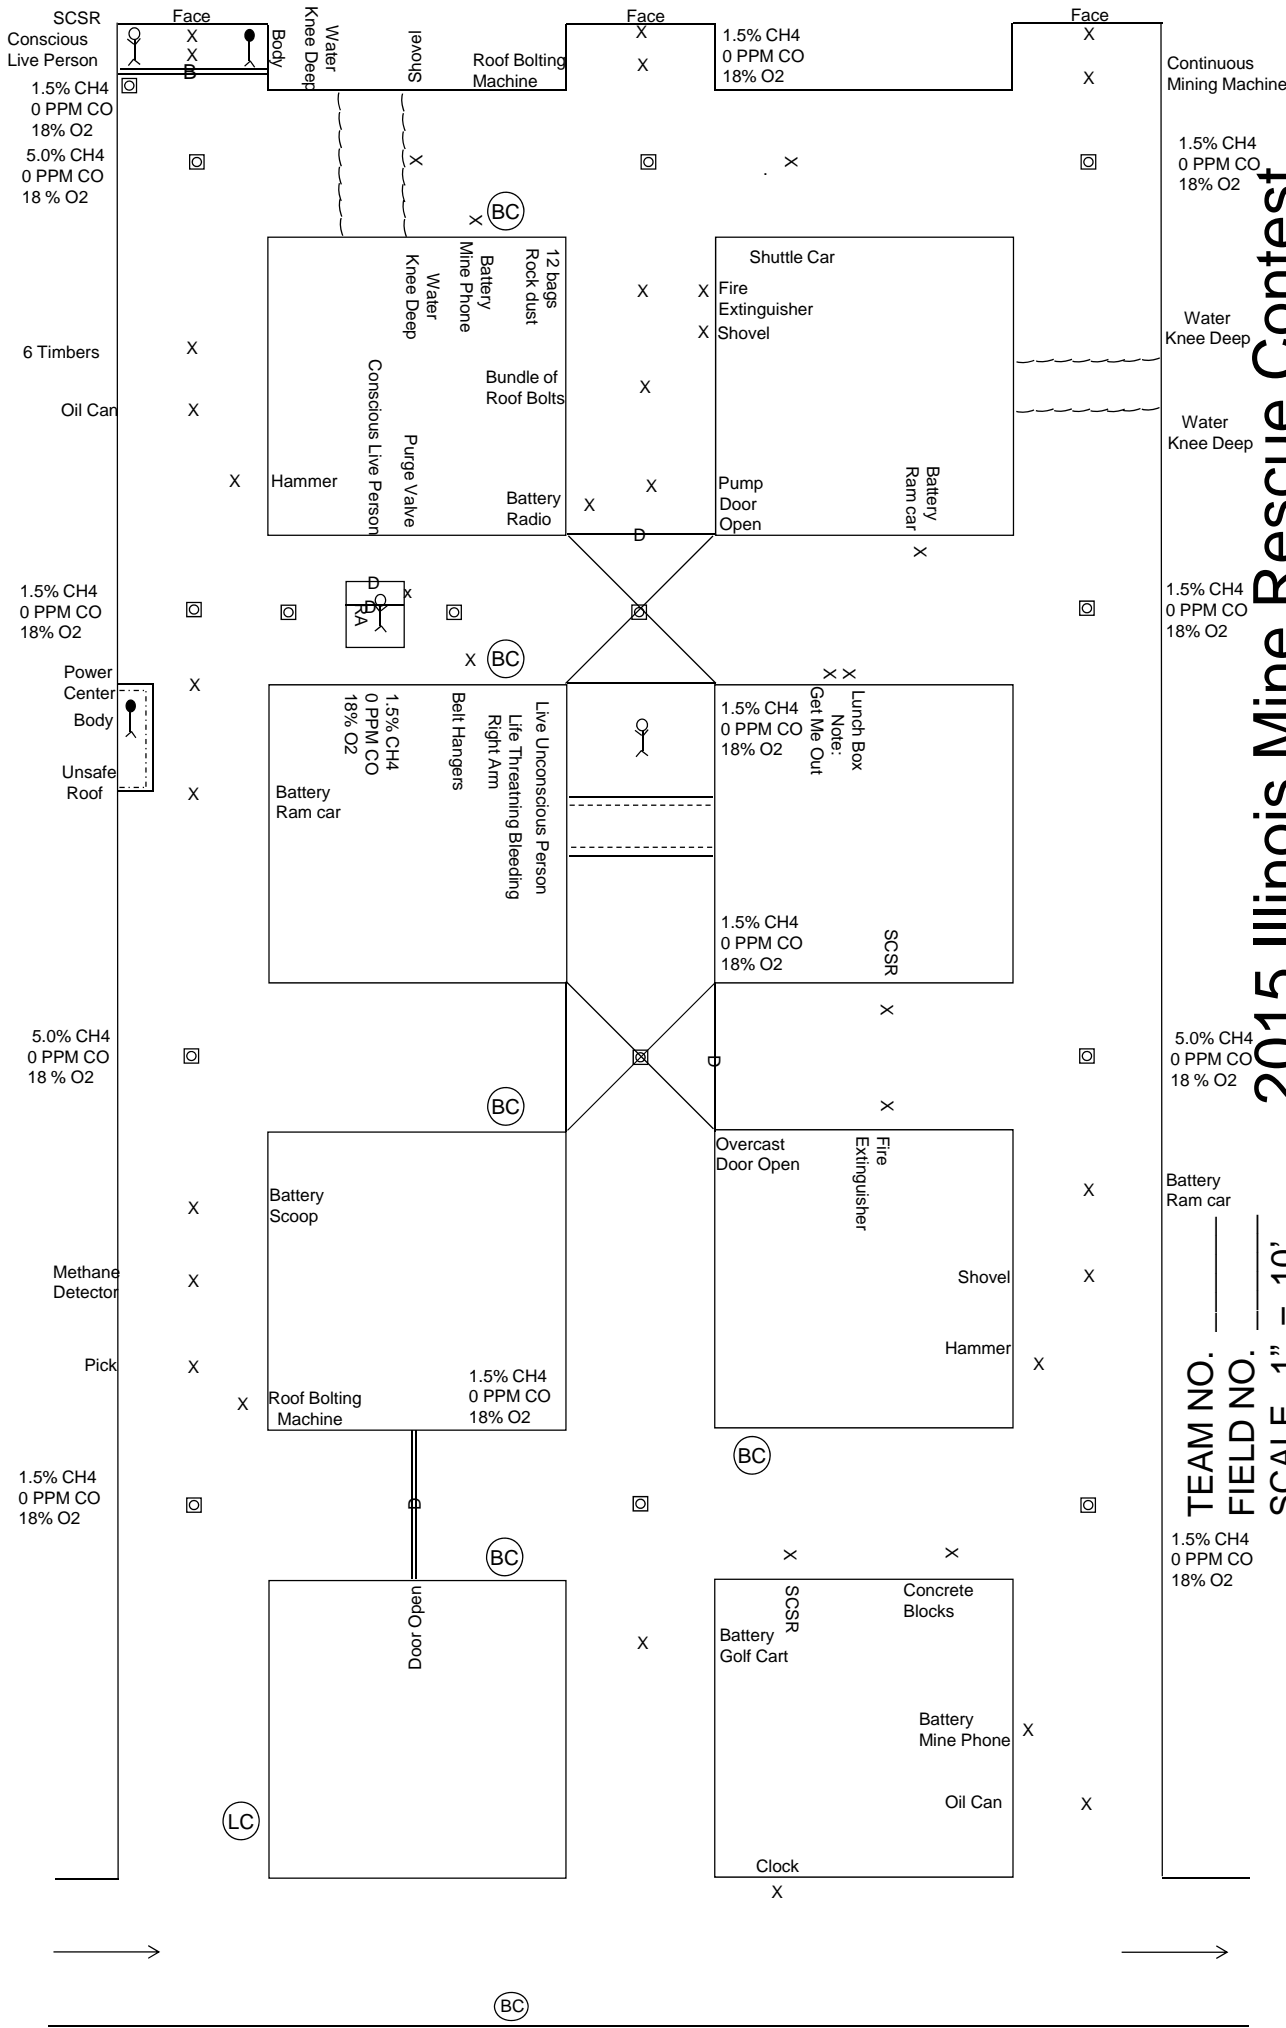 SCSR
Conscious
Live Person
Face
X
X
B
Body
Water
Knee Deep
Shovel
Roof Bolting
Machine
Face
X
X
1.5% CH4
0 PPM CO
18% O2
Face
X
X
Continuous
Mining Machine
1.5% CH4
0 PPM CO
18% O2
5.0% CH4
0 PPM CO
18 % O2
X
X
1.5% CH4
0 PPM CO
18% O2
X
BC
Water
Knee Deep
Battery
Mine Phone
12 bags
Rock dust
Shuttle Car
X
X
Fire
Extinguisher
X
Shovel
6 Timbers
X
Oil Can
X
X
Hammer
Conscious Live Person
Purge Valve
Bundle of
Roof Bolts
X
Battery
Radio
X
X
Pump
Door
Open
D
Battery
Ram car
X
Water
Knee Deep
Water
Knee Deep
1.5% CH4
0 PPM CO
18% O2
D
D
RA
x
X
BC
1.5% CH4
0 PPM CO
18% O2
Power
Center
X
Body
Unsafe
Roof
X
Battery
Ram car
1.5% CH4
0 PPM CO
18% O2
Belt Hangers
Live Unconscious Person
Life Threatning Bleeding
Right Arm
1.5% CH4
0 PPM CO
18% O2
X X
Lunch Box
Note:
Get Me Out
1.5% CH4
0 PPM CO
18% O2
SCSR
X
5.0% CH4
0 PPM CO
18 % O2
BC
D
X
5.0% CH4
0 PPM CO
18 % O2
Overcast
Door Open
Fire
Extinguisher
X
Battery
Scoop
X
Battery
Ram car
Methane
Detector
X
Shovel
X
Pick
X
Hammer
X
X
Roof Bolting
Machine
1.5% CH4
0 PPM CO
18% O2
BC
1.5% CH4
0 PPM CO
18% O2
D
BC
Door Open
X
X
SCSR
Concrete
Blocks
1.5% CH4
0 PPM CO
18% O2
X
Battery
Golf Cart
Battery
Mine Phone
X
Oil Can
X
LC
Clock
X
BC
2015 Illinois Mine Rescue Contest
TEAM NO. ______
FIELD NO. ______
SCALE 1” = 10’